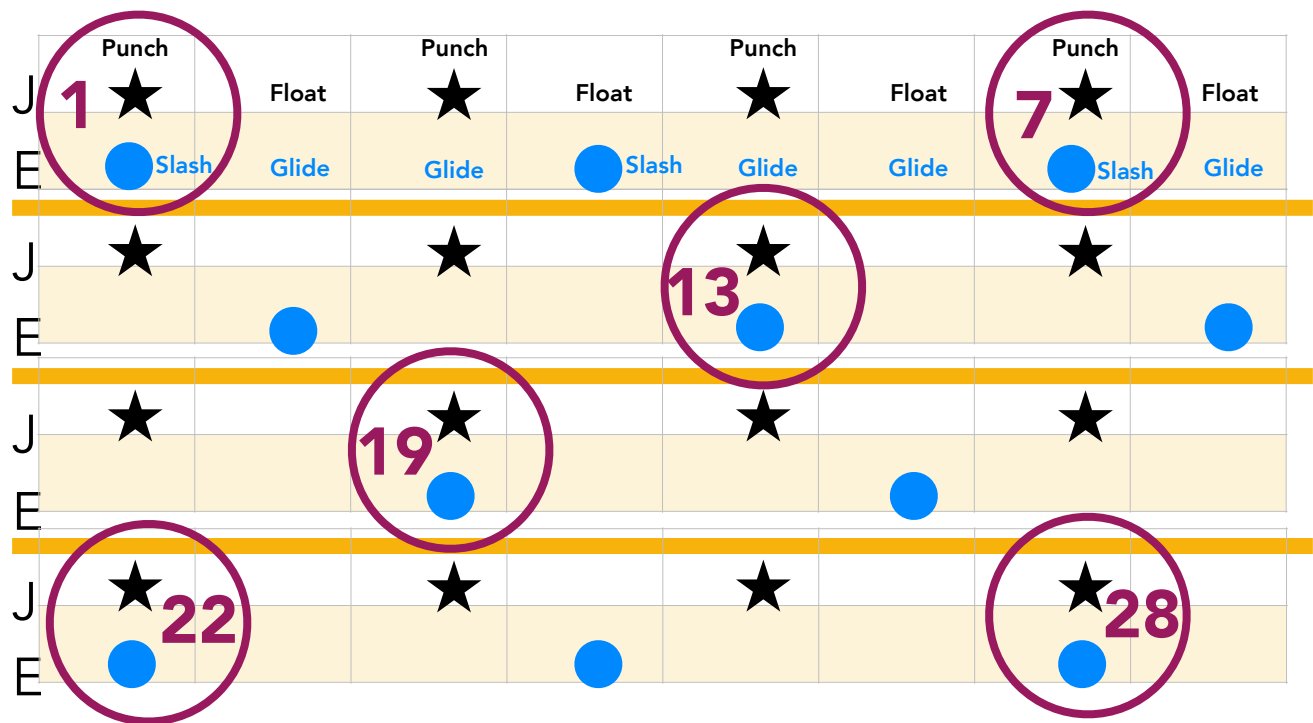 Punch Punch Punch Punch
J 1 Float Float Float 7 Float
E Slash Glide Glide Slash Glide Glide Slash Glide
J 13
E
J 19
E
J 22 28
E